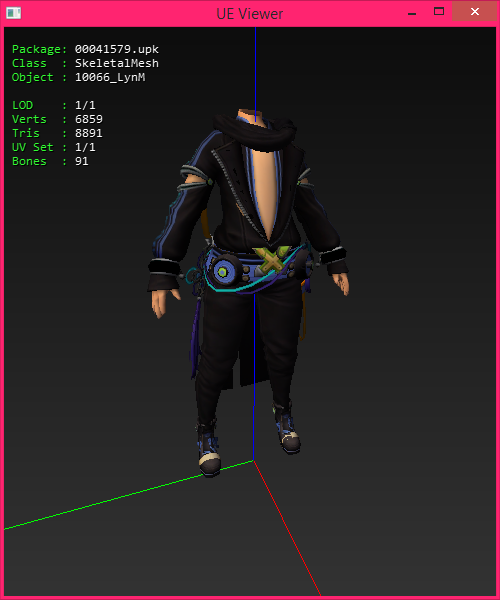 UE Viewer
Package: 00041579.upk
Class  : SkeletalMesh
Object : 10066_LynM
LOD    : 1/1
Verts  : 6859
Tris   : 8891
UV Set : 1/1
Bones  : 91